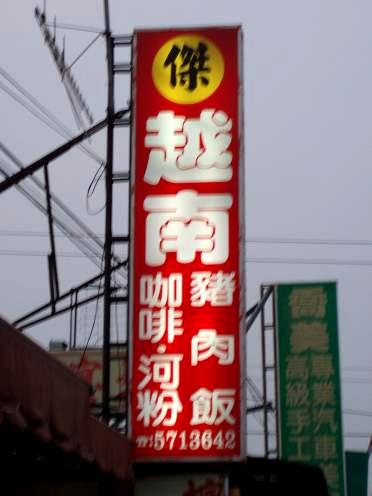 傑
越南
豬肉飯
咖啡·河粉
5713642
專業汽車
高級手工